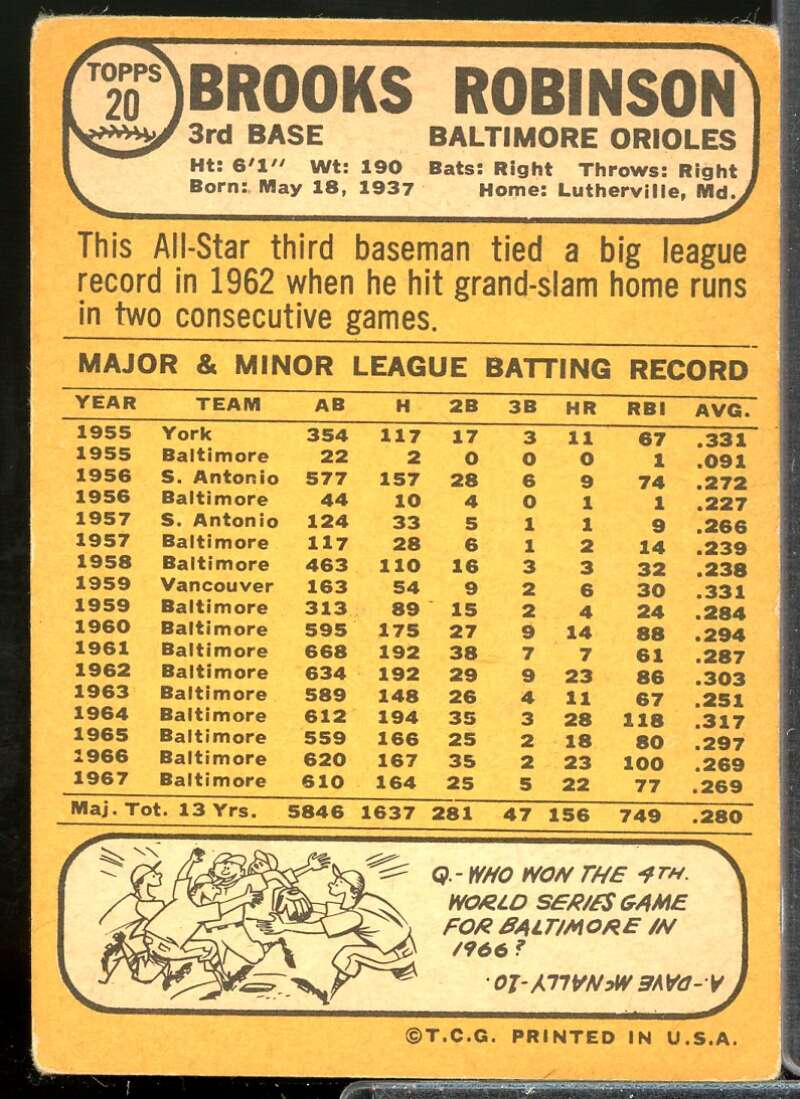 TOPPS
20
BROOKS ROBINSON
3rd BASE BALTIMORE ORIOLES
Ht: 6'1" Wt: 190 Bats: Right Throws: Right
Born: May 18, 1937 Home: Lutherville, Md.
This All-Star third baseman tied a big league
record in 1962 when he hit grand-slam home runs
in two consecutive games.
MAJOR & MINOR LEAGUE BATTING RECORD
YEAR TEAM AB H 2B 3B HR RBI AVG.
1955 York 354 117 17 3 11 67 .331
1955 Baltimore 22 2 0 0 0 1 .091
1956 S. Antonio 577 157 28 6 9 74 .272
1956 Baltimore 44 10 4 0 1 1 .227
1957 S. Antonio 124 33 5 1 1 9 .266
1957 Baltimore 117 28 6 1 2 14 .239
1958 Baltimore 463 110 16 3 3 32 .238
1959 Vancouver 163 54 9 2 6 30 .331
1959 Baltimore 313 89 15 2 4 24 .284
1960 Baltimore 595 175 27 9 14 88 .294
1961 Baltimore 668 192 38 7 7 61 .287
1962 Baltimore 634 192 29 9 23 86 .303
1963 Baltimore 589 148 26 4 11 67 .251
1964 Baltimore 612 194 35 3 28 118 .317
1965 Baltimore 559 166 25 2 18 80 .297
1966 Baltimore 620 167 35 2 23 100 .269
1967 Baltimore 610 164 25 5 22 77 .269
Maj. Tot. 13 Yrs. 5846 1637 281 47 156 749 .280
Q.-WHO WON THE 4TH.
WORLD SERIES GAME
FOR BALTIMORE IN
1966?
A.-DAVE McNALLY-10.
©T.C.G. PRINTED IN U.S.A.